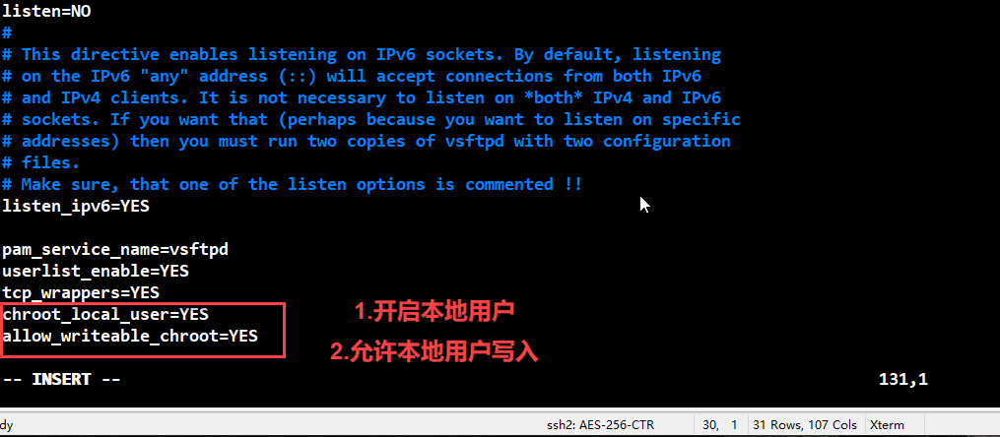 listen=NO
#
# This directive enables listening on IPv6 sockets. By default, listening
# on the IPv6 "any" address (::) will accept connections from both IPv6
# and IPv4 clients. It is not necessary to listen on *both* IPv4 and IPv6
# sockets. If you want that (perhaps because you want to listen on specific
# addresses) then you must run two copies of vsftpd with two configuration
# files.
# Make sure, that one of the listen options is commented !!
listen_ipv6=YES
pam_service_name=vsftpd
userlist_enable=YES
tcp_wrappers=YES
chroot_local_user=YES
1.开启本地用户
allow_writeable_chroot=YES
2.允许本地用户写入
-- INSERT -- 131,1
dy ssh2: AES-256-CTR 30, 1 31 Rows, 107 Cols Xterm